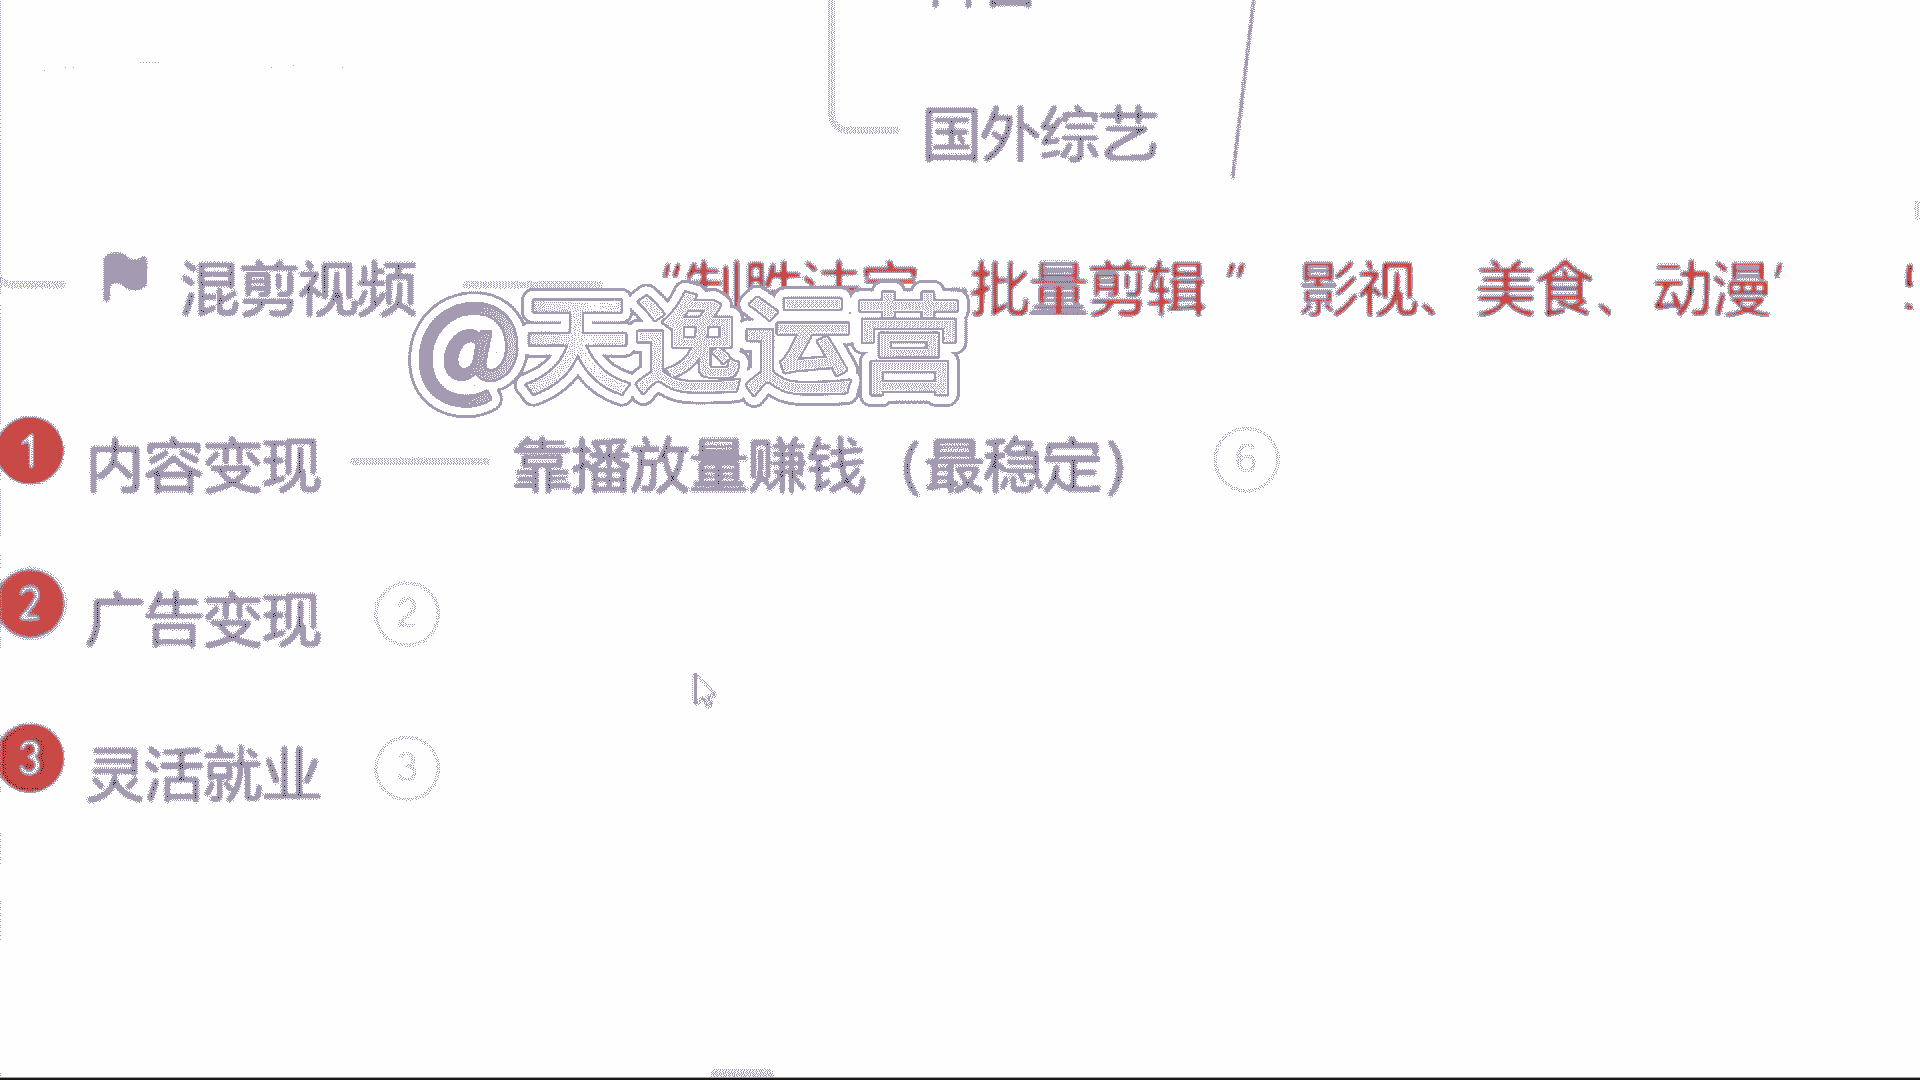 国外综艺
混剪视频 “制胜法宝 批量剪辑 ” 影视、美食、动漫’
@天逸运营
1 内容变现 靠播放量赚钱（最稳定） 6
2 广告变现 2
3 灵活就业 3